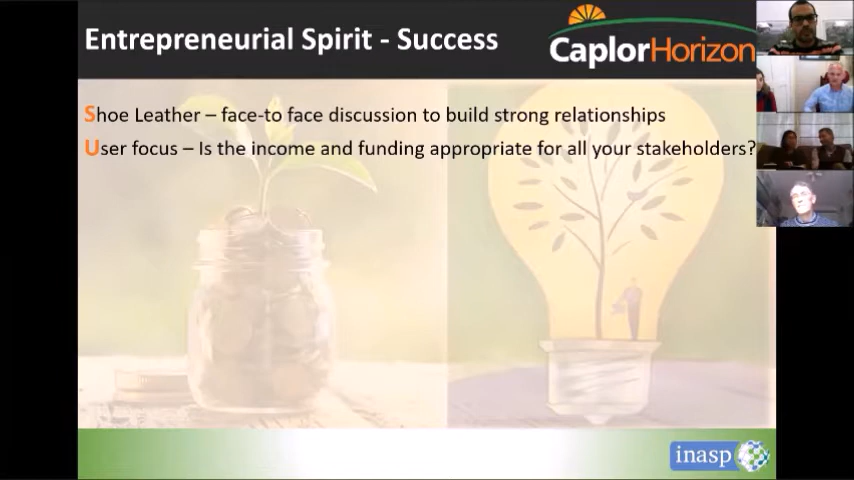 Entrepreneurial Spirit - Success
CaplorHorizon
Shoe Leather – face-to face discussion to build strong relationships
User focus – Is the income and funding appropriate for all your stakeholders?
inasp